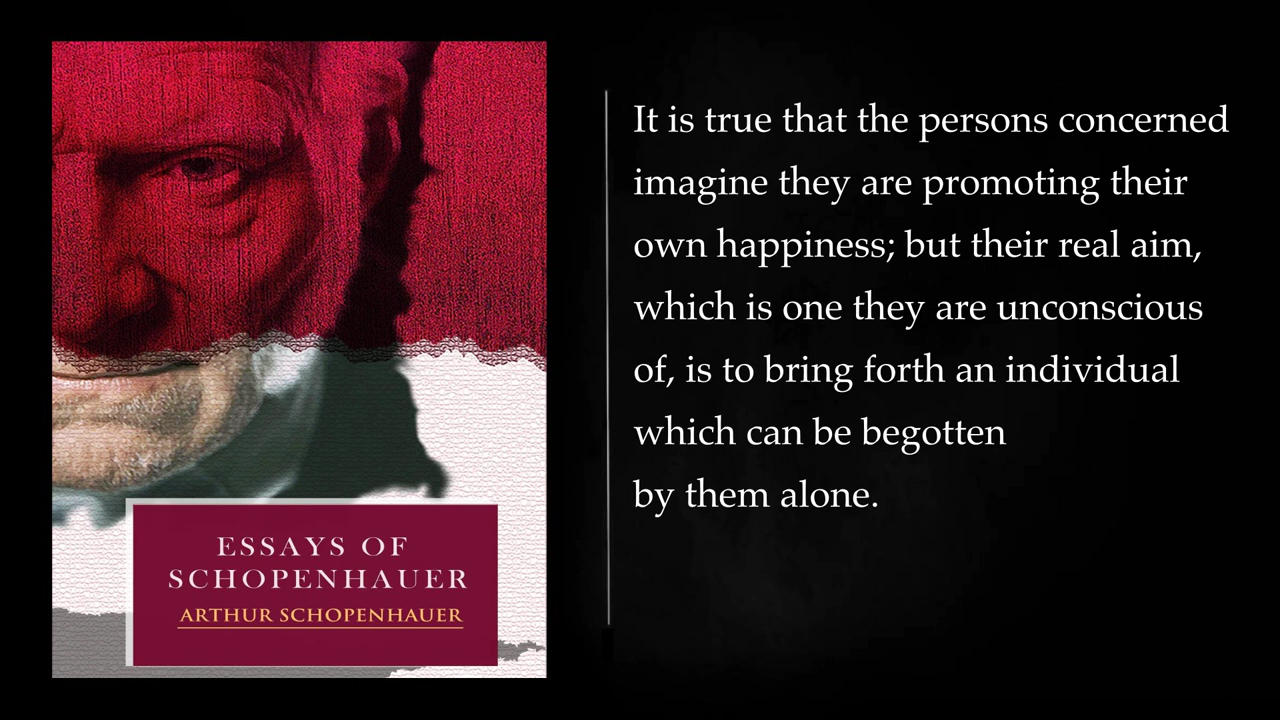 ESSAYS OF
SCHOPENHAUER
ARTHUR SCHOPENHAUER
It is true that the persons concerned
imagine they are promoting their
own happiness; but their real aim,
which is one they are unconscious
of, is to bring forth an individual
which can be begotten
by them alone.